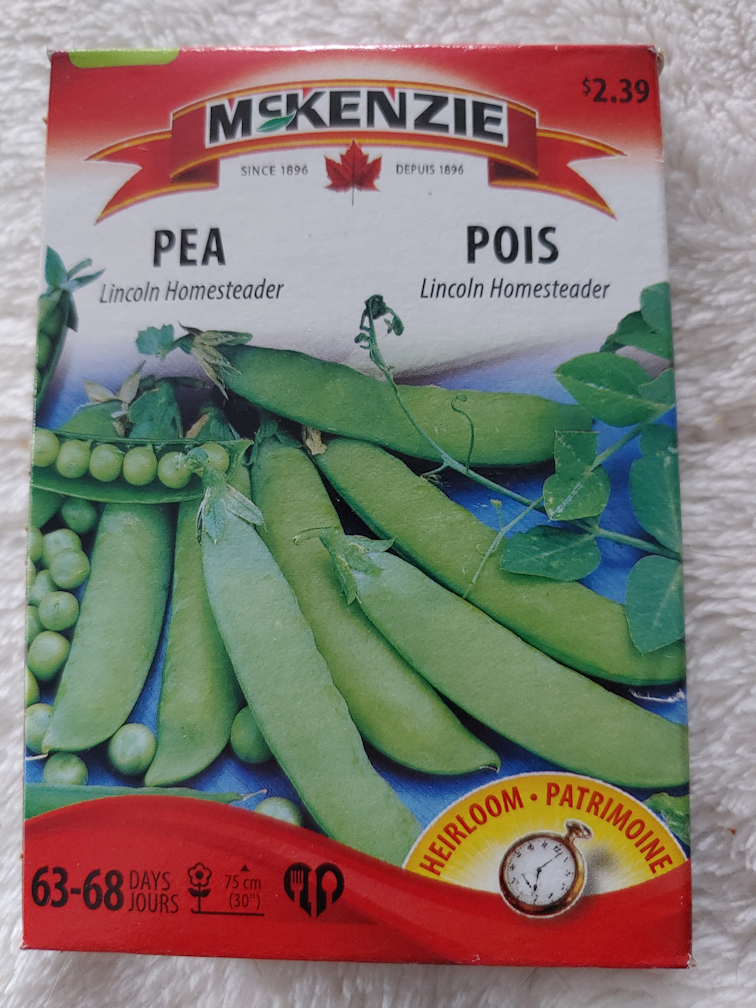 $2.39
McKENZIE
SINCE 1896 DEPUIS 1896
PEA POIS
Lincoln Homesteader Lincoln Homesteader
HEIRLOOM • PATRIMOINE
63-68 DAYS JOURS
75 cm
(30")